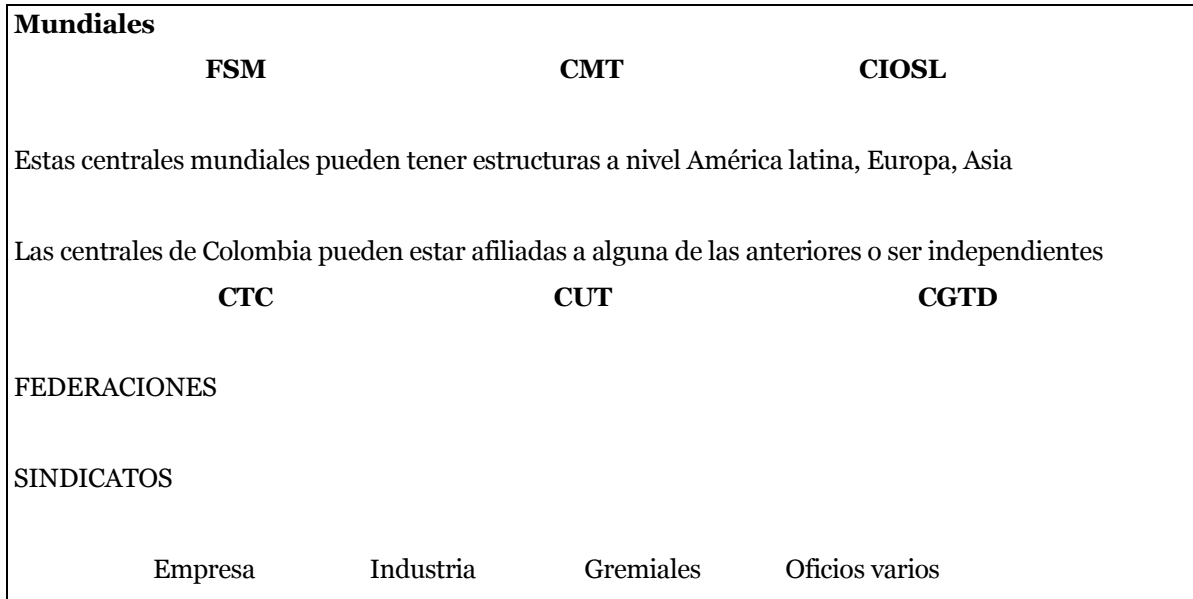 Mundiales
FSM CMT CIOSL
Estas centrales mundiales pueden tener estructuras a nivel América latina, Europa, Asia
Las centrales de Colombia pueden estar afiliadas a alguna de las anteriores o ser independientes
CTC CUT CGTD
FEDERACIONES
SINDICATOS
Empresa Industria Gremiales Oficios varios